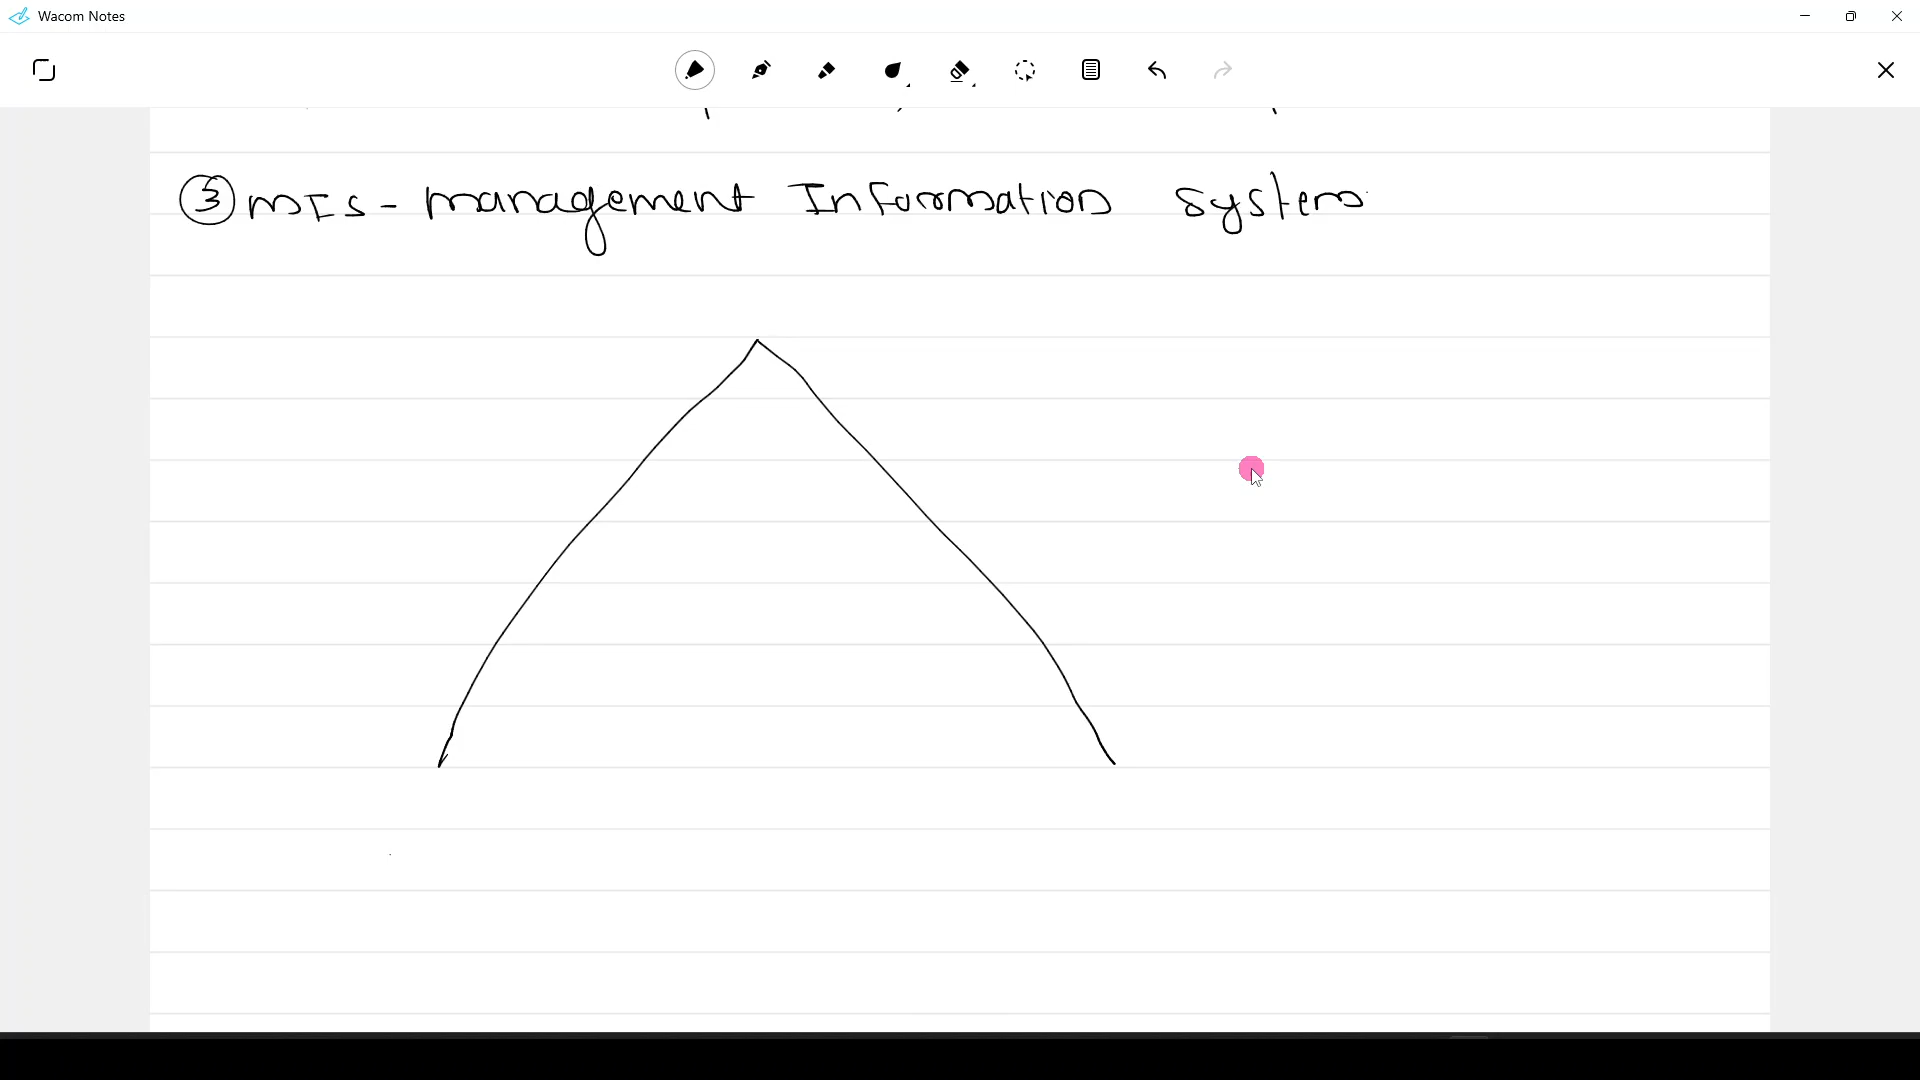 Wacom Notes
③ MIS - Management Information System